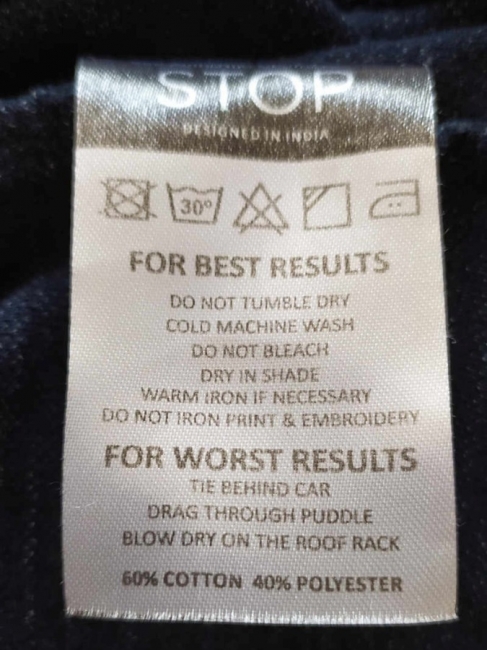 STOP
DESIGNED IN INDIA
30°
FOR BEST RESULTS
DO NOT TUMBLE DRY
COLD MACHINE WASH
DO NOT BLEACH
DRY IN SHADE
WARM IRON IF NECESSARY
DO NOT IRON PRINT & EMBROIDERY
FOR WORST RESULTS
TIE BEHIND CAR
DRAG THROUGH PUDDLE
BLOW DRY ON THE ROOF RACK
60% COTTON 40% POLYESTER